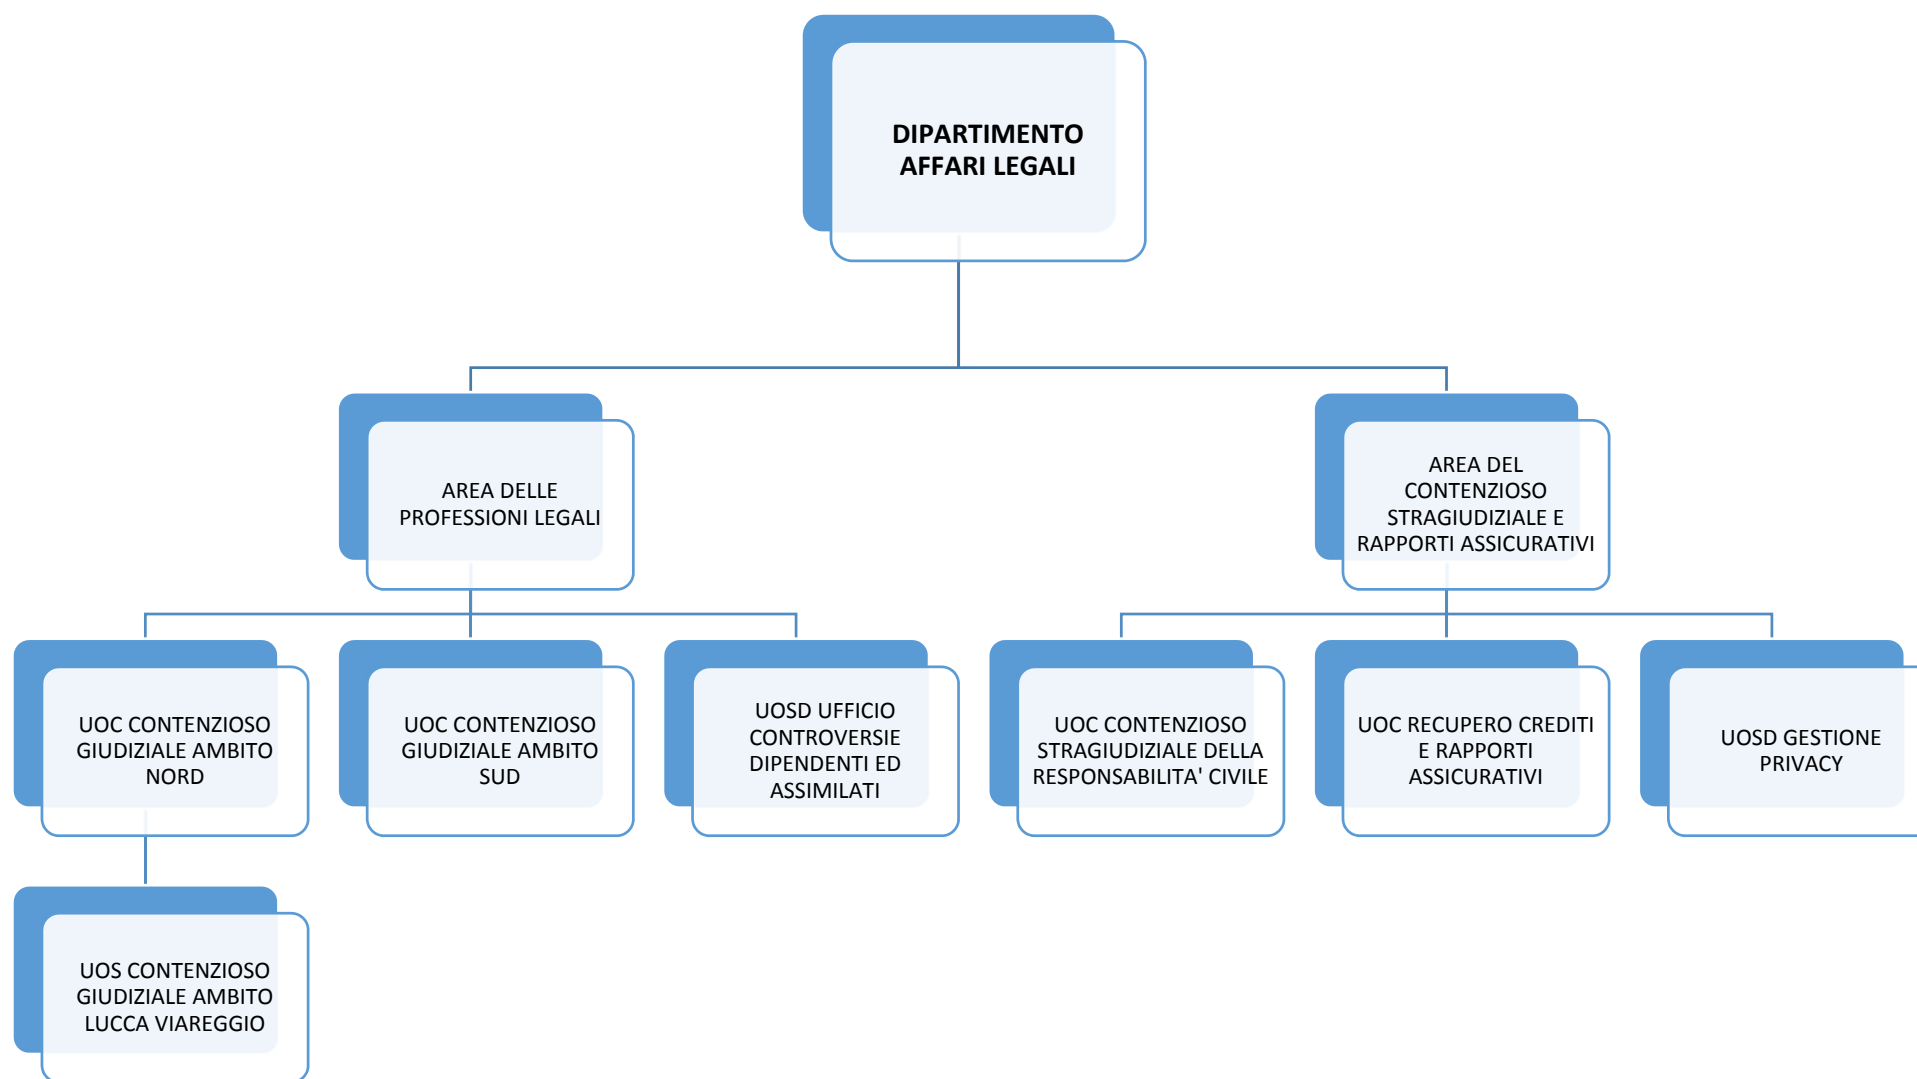 DIPARTIMENTO
AFFARI LEGALI
AREA DELLE
PROFESSIONI LEGALI
AREA DEL
CONTENZIOSO
STRAGIUDIZIALE E
RAPPORTI ASSICURATIVI
UOC CONTENZIOSO
GIUDIZIALE AMBITO
NORD
UOC CONTENZIOSO
GIUDIZIALE AMBITO
SUD
UOSD UFFICIO
CONTROVERSIE
DIPENDENTI ED
ASSIMILATI
UOC CONTENZIOSO
STRAGIUDIZIALE DELLA
RESPONSABILITA' CIVILE
UOC RECUPERO CREDITI
E RAPPORTI
ASSICURATIVI
UOSD GESTIONE
PRIVACY
UOS CONTENZIOSO
GIUDIZIALE AMBITO
LUCCA VIAREGGIO